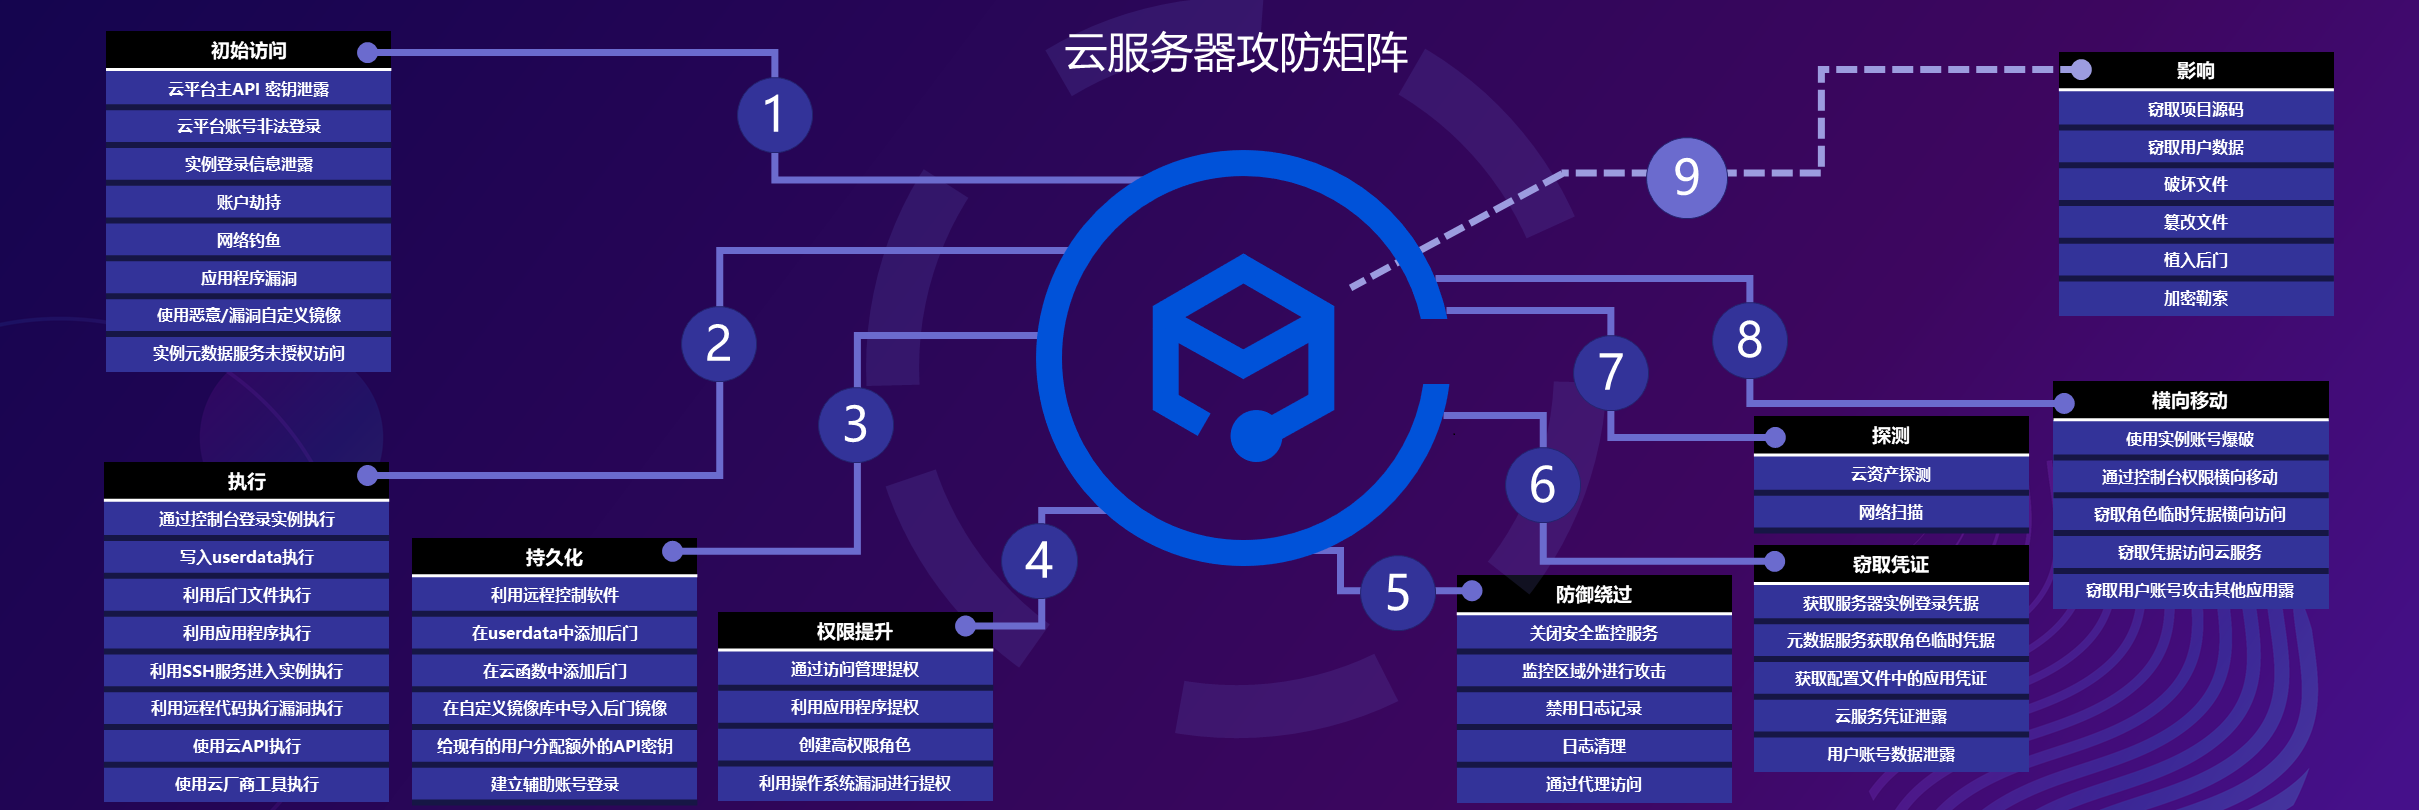 云服务器攻防矩阵
1
初始访问
云平台主API 密钥泄露
云平台账号非法登录
实例登录信息泄露
账户劫持
网络钓鱼
应用程序漏洞
使用恶意/漏洞自定义镜像
实例元数据服务未授权访问
2
执行
通过控制台登录实例执行
写入userdata执行
利用后门文件执行
利用应用程序执行
利用SSH服务进入实例执行
利用远程代码执行漏洞执行
使用云API执行
使用云厂商工具执行
3
持久化
利用远程控制软件
在userdata中添加后门
在云函数中添加后门
在自定义镜像库中导入后门镜像
给现有的用户分配额外的API密钥
建立辅助账号登录
4
权限提升
通过访问管理提权
利用应用程序提权
创建高权限角色
利用操作系统漏洞进行提权
5
防御绕过
关闭安全监控服务
监控区域外进行攻击
禁用日志记录
日志清理
通过代理访问
6
窃取凭证
获取服务器实例登录凭据
元数据服务获取角色临时凭据
获取配置文件中的应用凭证
云服务凭证泄露
用户账号数据泄露
7
探测
云资产探测
网络扫描
8
横向移动
使用实例账号爆破
通过控制台权限横向移动
窃取角色临时凭据横向访问
窃取凭据访问云服务
窃取用户账号攻击其他应用露
9
影响
窃取项目源码
窃取用户数据
破坏文件
篡改文件
植入后门
加密勒索